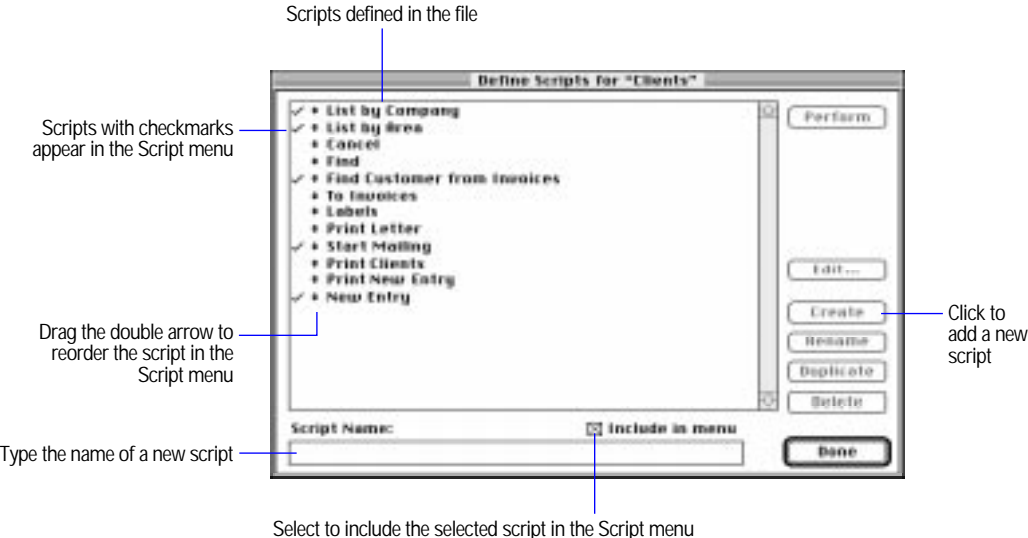 Scripts defined in the file
Define Scripts for "Clients"
Scripts with checkmarks
appear in the Script menu
List by Company
List by Area
Cancel
Find
Find Customer from Invoices
To Invoices
Labels
Print Letter
Start Mailing
Print Clients
Print New Entry
New Entry
Perform
Edit...
Create
Rename
Duplicate
Delete
Click to
add a new
script
Drag the double arrow to
reorder the script in the
Script menu
Script Name:
Include in menu
Type the name of a new script
Done
Select to include the selected script in the Script menu